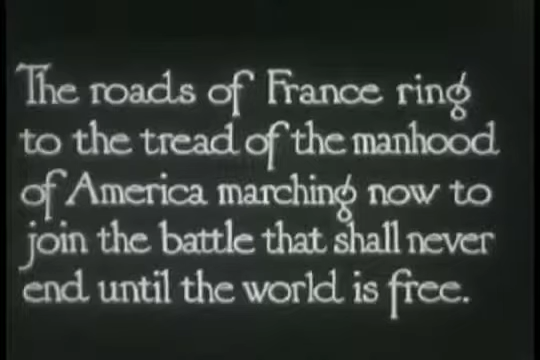 The roads of France ring
to the tread of the manhood
of America marching now to
join the battle that shall never
end until the world is free.